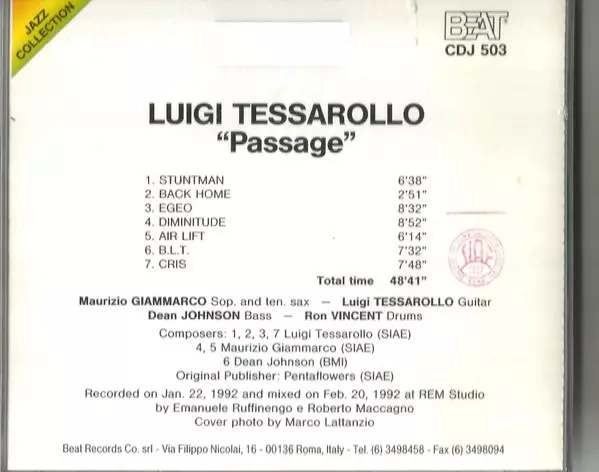 JAZZ
COLLECTION
BEAT
CDJ 503
LUIGI TESSAROLLO
“Passage”
1. STUNTMAN 6'38"
2. BACK HOME 2'51"
3. EGEO 8'32"
4. DIMINITUDE 8'52"
5. AIR LIFT 6'14"
6. B.L.T. 7'32"
7. CRIS 7'48"
Total time 48'41"
Maurizio GIAMMARCO Sop. and ten. sax — Luigi TESSAROLLO Guitar
Dean JOHNSON Bass — Ron VINCENT Drums
Composers: 1, 2, 3, 7 Luigi Tessarollo (SIAE)
4, 5 Maurizio Giammarco (SIAE)
6 Dean Johnson (BMI)
Original Publisher: Pentaflowers (SIAE)
Recorded on Jan. 22, 1992 and mixed on Feb. 20, 1992 at REM Studio
by Emanuele Ruffinengo e Roberto Maccagno
Cover photo by Marco Lattanzio
Beat Records Co. srl - Via Filippo Nicolai, 16 - 00136 Roma, Italy - Tel. (6) 3498458 - Fax (6) 3498094
SIAE